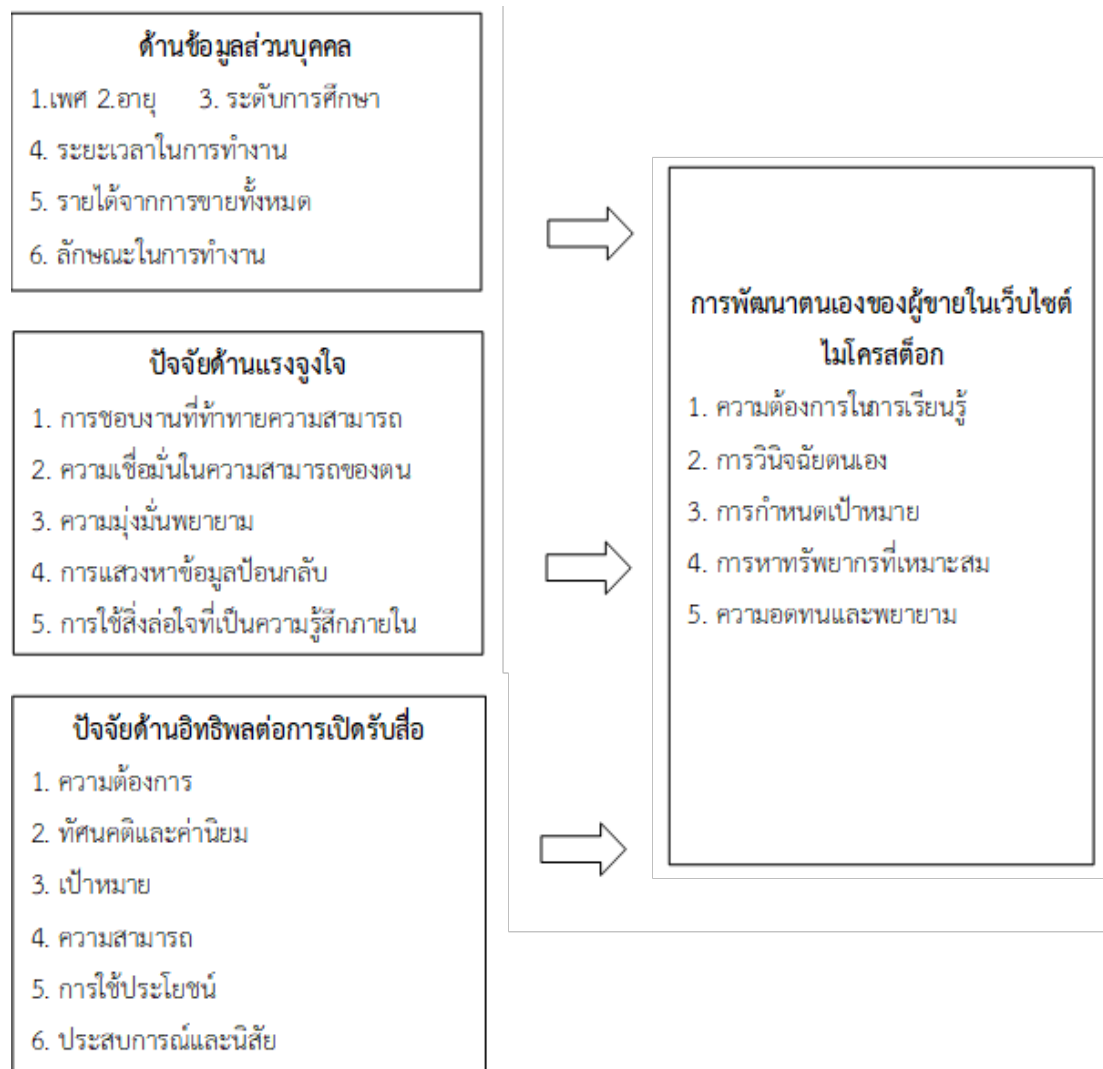 ด้านข้อมูลส่วนบุคคล
1.เพศ 2.อายุ 3. ระดับการศึกษา
4. ระยะเวลาในการทำงาน
5. รายได้จากการขายทั้งหมด
6. ลักษณะในการทำงาน
ปัจจัยด้านแรงจูงใจ
1. การชอบงานที่ท้าทายความสามารถ
2. ความเชื่อมั่นในความสามารถของตน
3. ความมุ่งมั่นพยายาม
4. การแสวงหาข้อมูลป้อนกลับ
5. การใช้สิ่งล่อใจที่เป็นความรู้สึกภายใน
ปัจจัยด้านอิทธิพลต่อการเปิดรับสื่อ
1. ความต้องการ
2. ทัศนคติและค่านิยม
3. เป้าหมาย
4. ความสามารถ
5. การใช้ประโยชน์
6. ประสบการณ์และนิสัย
การพัฒนาตนเองของผู้ขายในเว็บไซต์
ไมโครสต็อก
1. ความต้องการในการเรียนรู้
2. การวินิจฉัยตนเอง
3. การกำหนดเป้าหมาย
4. การหาทรัพยากรที่เหมาะสม
5. ความอดทนและพยายาม